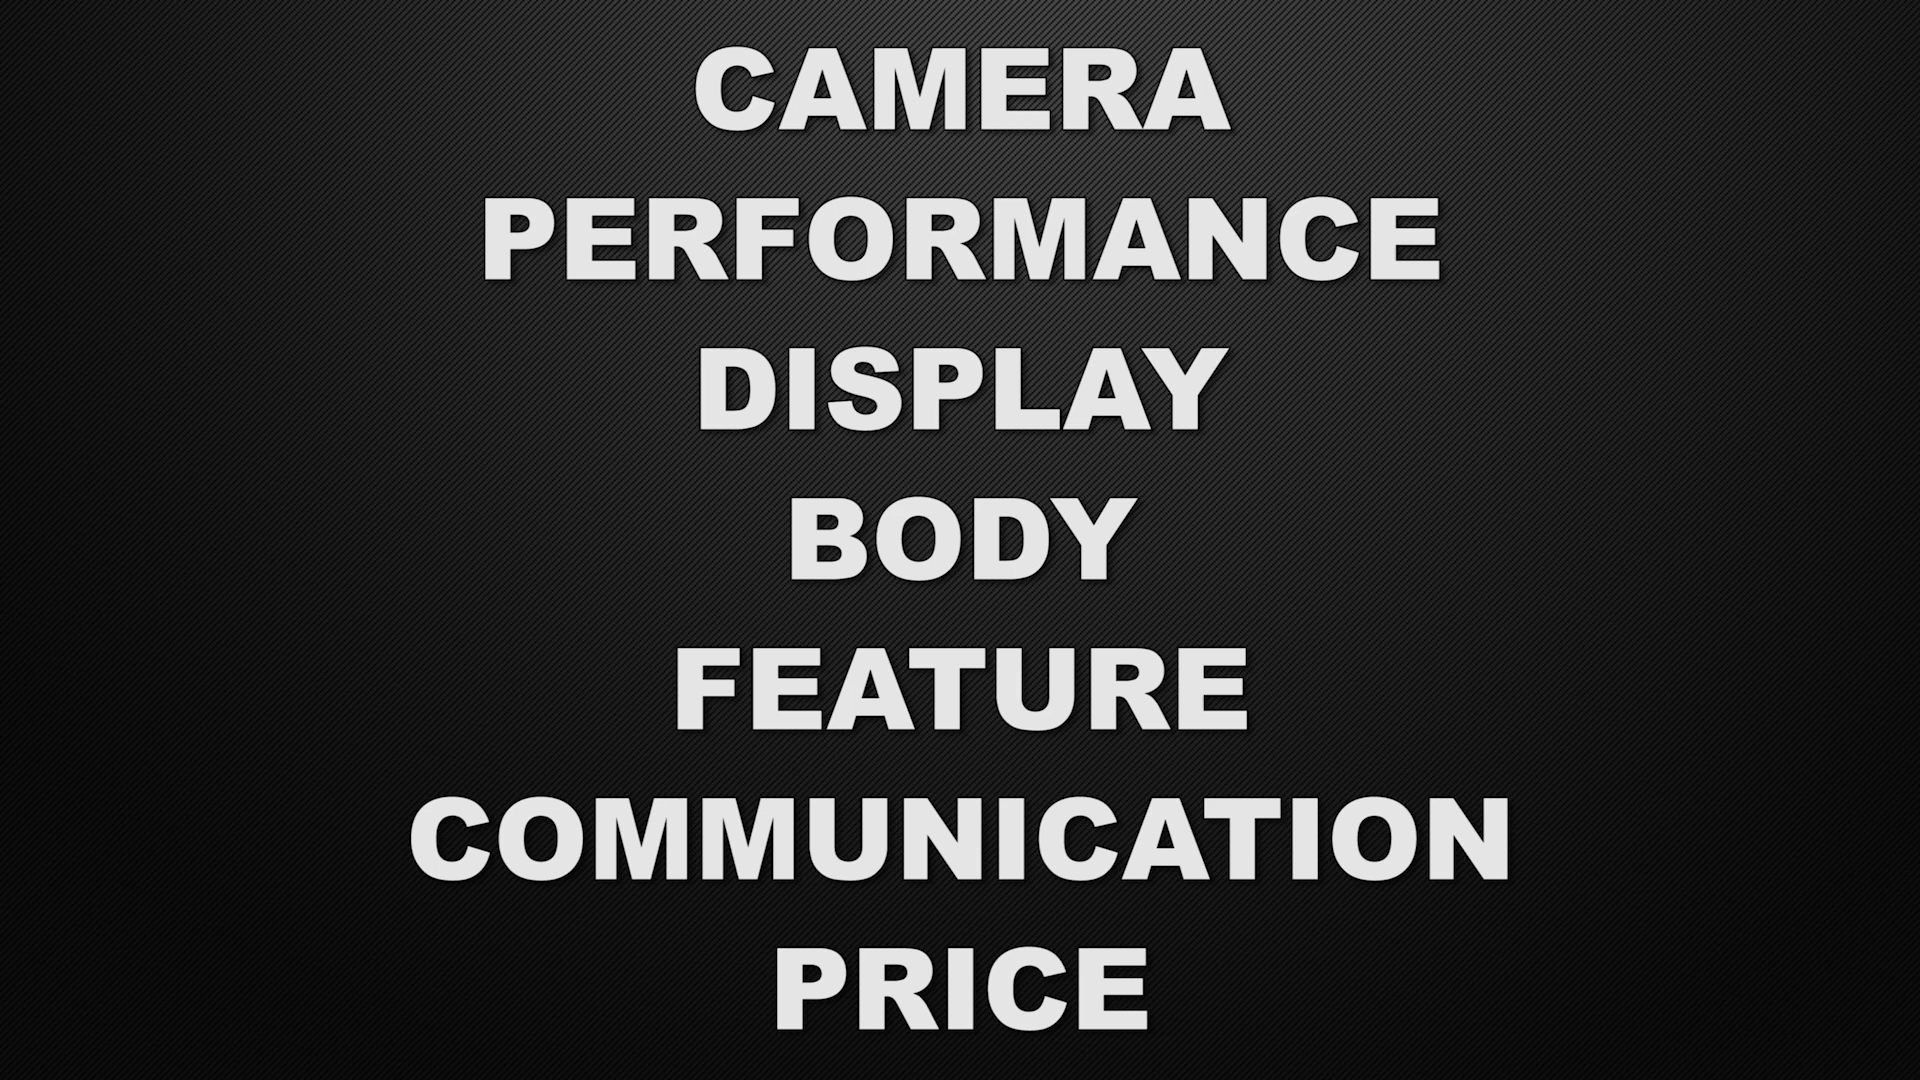 CAMERA
PERFORMANCE
DISPLAY
BODY
FEATURE
COMMUNICATION
PRICE